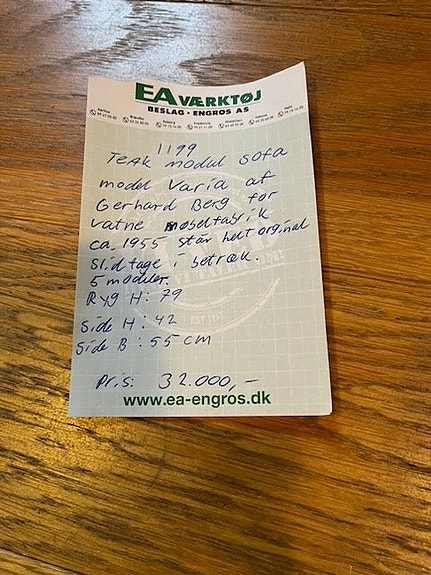 EA VÆRKTØJ
BESLAG • ENGROS AS
1199
Teak model sofa
model Varia af
Gerhard Berg for
Vatne møbelfabrik
ca. 1955 står helt orginal
slidtage i betræk.
5 moduler.
Ryg H: 79
Side H: 42
Side B: 55 cm
Pris: 32.000,-
www.ea-engros.dk